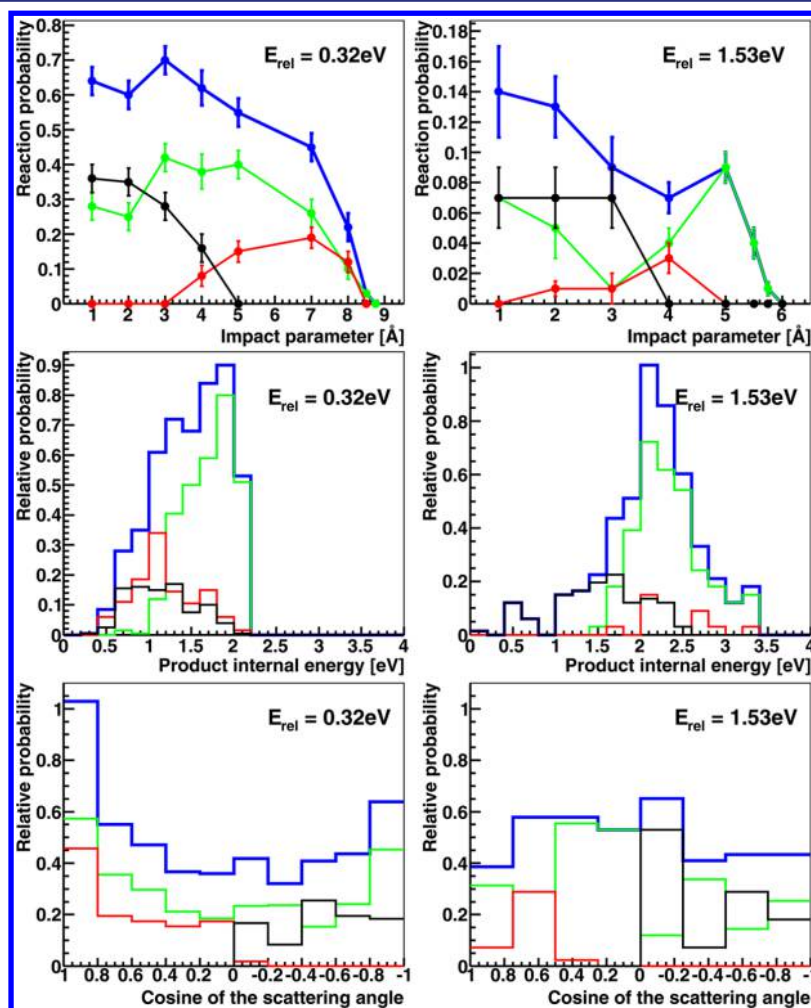 Reaction probability
0.8
0.7
0.6
0.5
0.4
0.3
0.2
0.1
0
E_rel = 0.32eV
1 2 3 4 5 6 7 8 9
Impact parameter [Å]
Reaction probability
0.18
0.16
0.14
0.12
0.1
0.08
0.06
0.04
0.02
0
E_rel = 1.53eV
1 2 3 4 5 6
Impact parameter [Å]
Relative probability
0.9
0.8
0.7
0.6
0.5
0.4
0.3
0.2
0.1
0
E_rel = 0.32eV
0 0.5 1 1.5 2 2.5 3 3.5 4
Product internal energy [eV]
Relative probability
1
0.8
0.6
0.4
0.2
0
E_rel = 1.53eV
0 0.5 1 1.5 2 2.5 3 3.5 4
Product internal energy [eV]
Relative probability
1
0.8
0.6
0.4
0.2
0
E_rel = 0.32eV
1 0.8 0.6 0.4 0.2 0 -0.2 -0.4 -0.6 -0.8 -1
Cosine of the scattering angle
Relative probability
1
0.8
0.6
0.4
0.2
0
E_rel = 1.53eV
1 0.8 0.6 0.4 0.2 0 -0.2 -0.4 -0.6 -0.8 -1
Cosine of the scattering angle